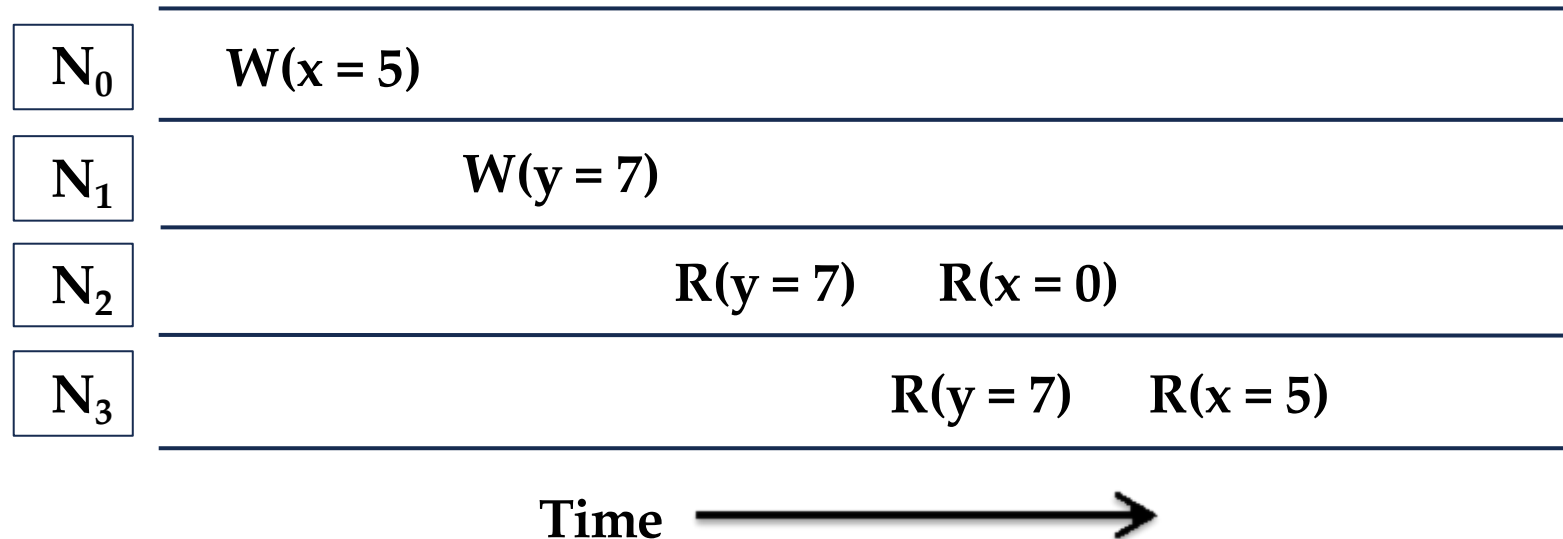 N₀ W(x = 5)
N₁ W(y = 7)
N₂ R(y = 7) R(x = 0)
N₃ R(y = 7) R(x = 5)
Time